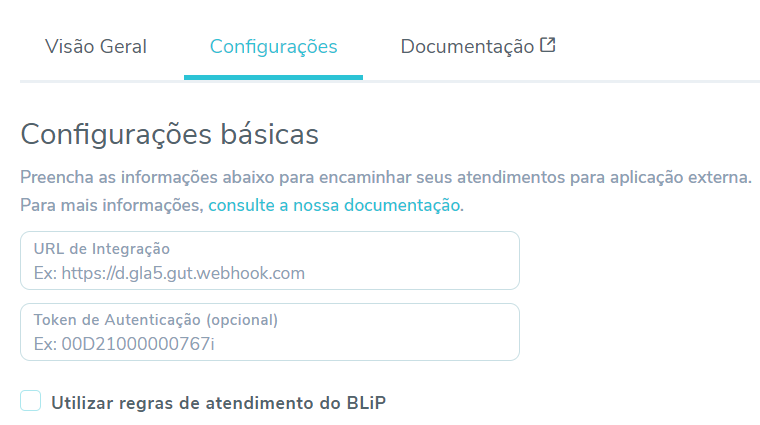 Visão Geral Configurações Documentação
Configurações básicas
Preencha as informações abaixo para encaminhar seus atendimentos para aplicação externa.
Para mais informações, consulte a nossa documentação.
URL de Integração
Ex: https://d.gla5.gut.webhook.com
Token de Autenticação (opcional)
Ex: 00D21000000767i
Utilizar regras de atendimento do BLiP